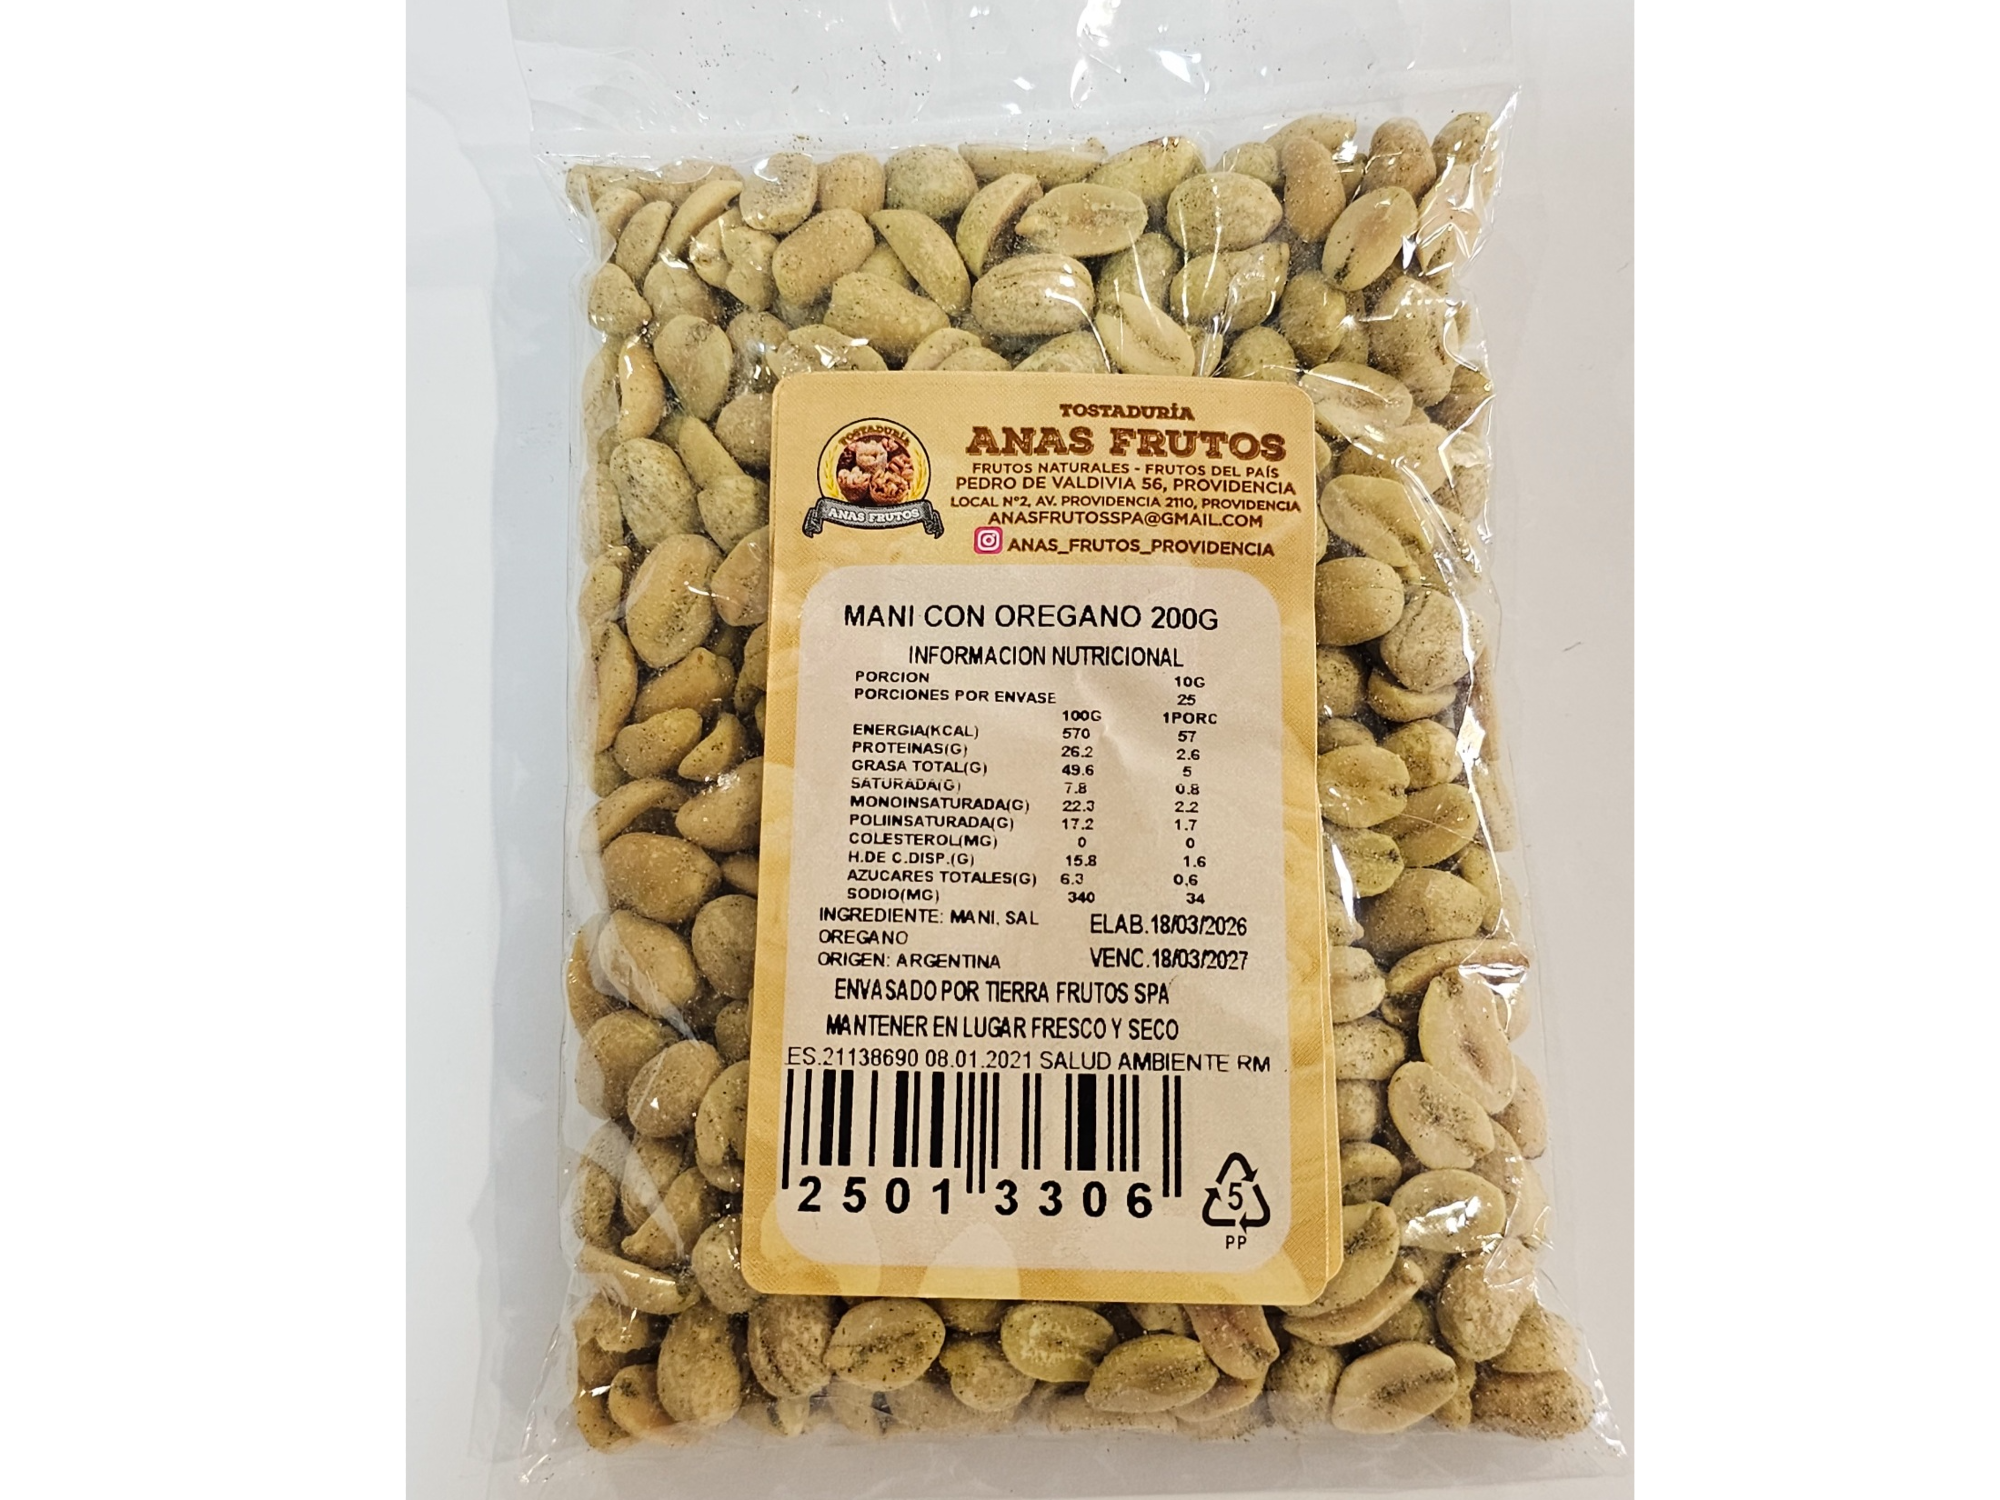 TOSTADURÍA
ANAS FRUTOS
TOSTADURÍA
ANAS FRUTOS
FRUTOS NATURALES - FRUTOS DEL PAÍS
PEDRO DE VALDIVIA 56, PROVIDENCIA
LOCAL N°2, AV. PROVIDENCIA 2110, PROVIDENCIA
ANASFRUTOSSPA@GMAIL.COM
ANAS_FRUTOS_PROVIDENCIA
MANI CON OREGANO 200G
INFORMACION NUTRICIONAL
PORCION 10G
PORCIONES POR ENVASE 25
100G 1PORC
ENERGIA(KCAL) 570 57
PROTEINAS(G) 26.2 2.6
GRASA TOTAL(G) 49.6 5
SATURADA(G) 7.8 0.8
MONOINSATURADA(G) 22.3 2.2
POLIINSATURADA(G) 17.2 1.7
COLESTEROL(MG) 0 0
H.DE C.DISP.(G) 15.8 1.6
AZUCARES TOTALES(G) 6.3 0,6
SODIO(MG) 340 34
INGREDIENTE: MANI, SAL
OREGANO
ORIGEN: ARGENTINA
ELAB.18/03/2026
VENC.18/03/2027
ENVASADO POR TIERRA FRUTOS SPA
MANTENER EN LUGAR FRESCO Y SECO
ES.21138690 08.01.2021 SALUD AMBIENTE RM
2501 3306
5
PP